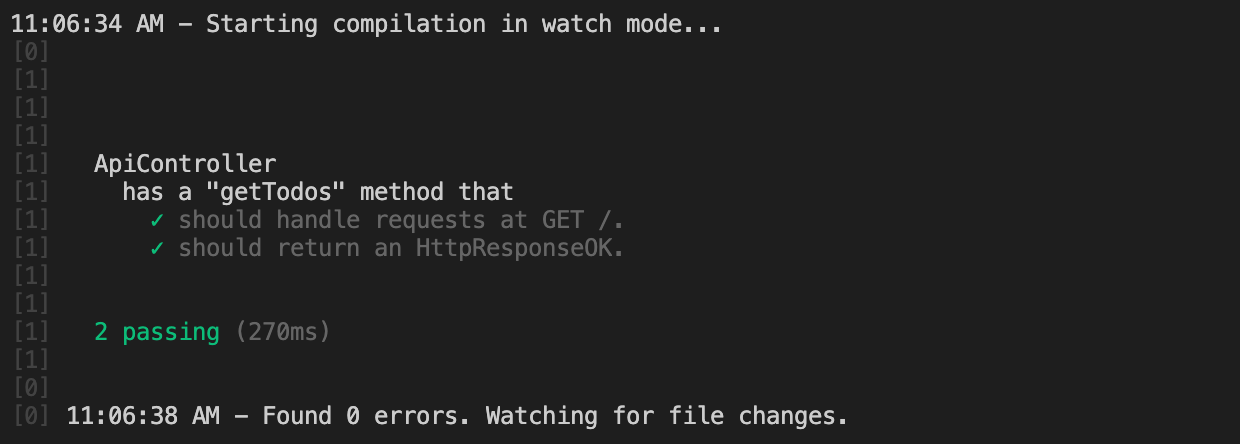 11:06:34 AM – Starting compilation in watch mode...
[0]
[1]
[1]
[1]
[1] ApiController
[1] has a "getTodos" method that
[1] ✓ should handle requests at GET /.
[1] ✓ should return an HttpResponseOK.
[1]
[1]
[1] 2 passing (270ms)
[1]
[0]
[0] 11:06:38 AM – Found 0 errors. Watching for file changes.